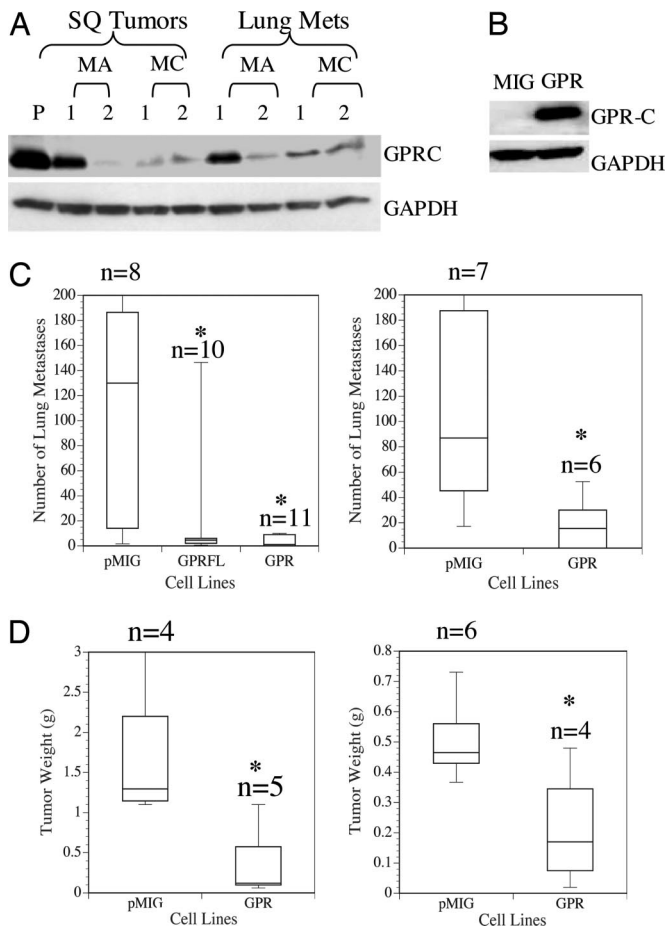 A
SQ Tumors Lung Mets
MA MC MA MC
P 1 2 1 2 1 2 1 2
GPRC
GAPDH
B
MIG GPR
GPR-C
GAPDH
C
n=8
Number of Lung Metastases
200
180
160
140
120
100
80
60
40
20
0
*
n=10
*
n=11
pMIG GPRFL GPR
Cell Lines
n=7
Number of Lung Metastases
200
180
160
140
120
100
80
60
40
20
0
*
n=6
pMIG GPR
Cell Lines
D
n=4
Tumor Weight (g)
3
2.5
2
1.5
1
0.5
0
*
n=5
pMIG GPR
Cell Lines
n=6
Tumor Weight (g)
0.8
0.7
0.6
0.5
0.4
0.3
0.2
0.1
0
*
n=4
pMIG GPR
Cell Lines